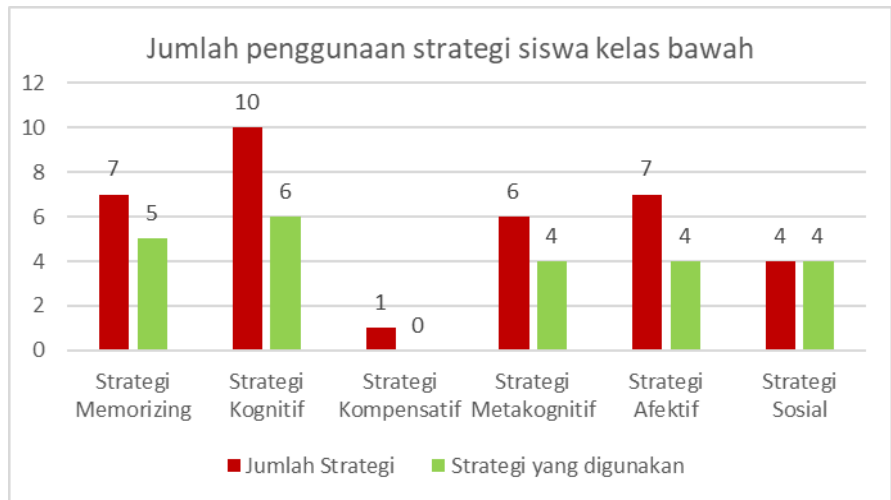 Jumlah penggunaan strategi siswa kelas bawah
12
10
8
6
4
2
0
7
5
10
6
1
0
6
4
7
4
4
4
Strategi Memorizing
Strategi Kognitif
Strategi Kompensatif
Strategi Metakognitif
Strategi Afektif
Strategi Sosial
Jumlah Strategi
Strategi yang digunakan